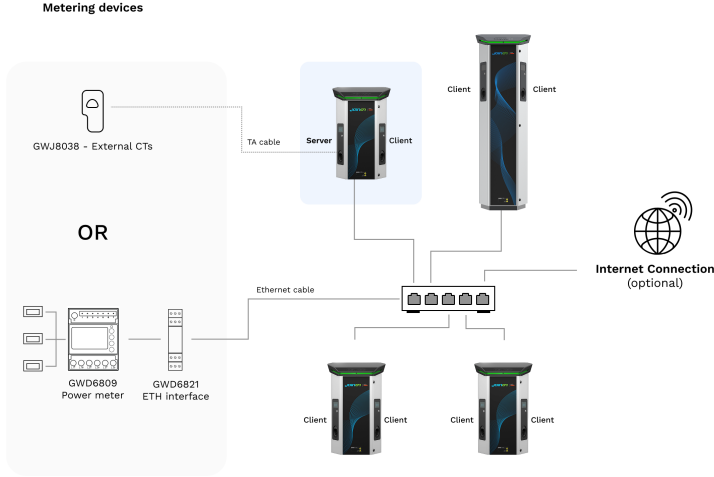 Metering devices
Client
Client
GWJ8038 - External CTs
TA cable
Server
Client
OR
Internet Connection
(optional)
Ethernet cable
GWD6809
Power meter
GWD6821
ETH interface
Client
Client
Client
Client